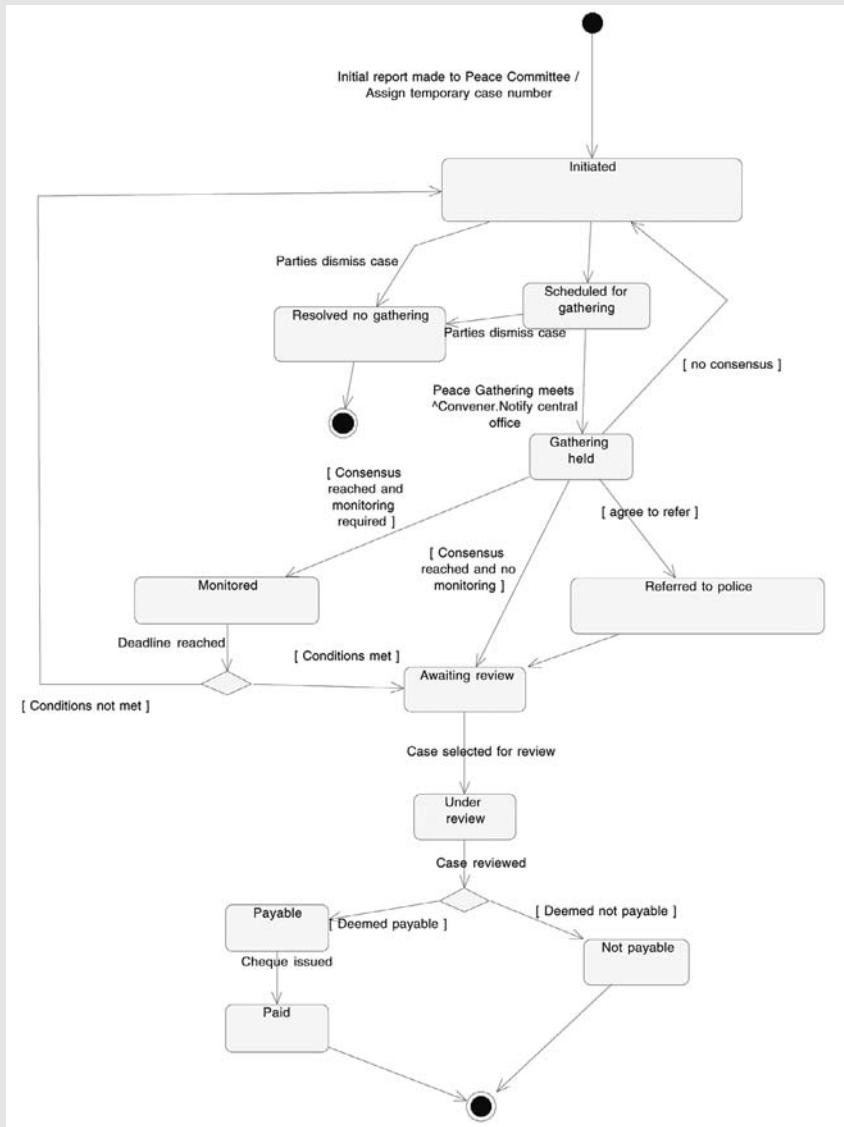 Initial report made to Peace Committee /
Assign temporary case number
Initiated
Parties dismiss case
Scheduled for
gathering
Resolved no gathering
Parties dismiss case
[ no consensus ]
Peace Gathering meets
^Convener.Notify central
office
Gathering
held
[ Consensus
reached and
monitoring
required ]
[ agree to refer ]
[ Consensus
reached and no
monitoring ]
Monitored
Referred to police
Deadline reached
[ Conditions met ]
Awaiting review
[ Conditions not met ]
Case selected for review
Under
review
Case reviewed
Payable
[ Deemed payable ]
[ Deemed not payable ]
Not payable
Cheque issued
Paid